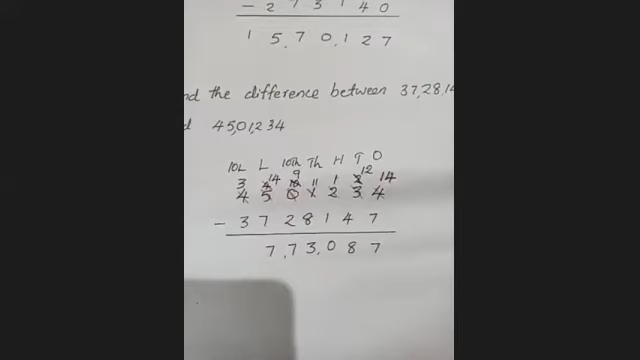 - 2 7 3 1 4 0
1 5,7 0,1 2 7
nd the difference between 37,28,14
d 45,01,234
10L L 10Th Th H T O
9 12
3 14 10 11 1 2 14
4 5 0 1 2 3 4
- 3 7 2 8 1 4 7
7,7 3,0 8 7